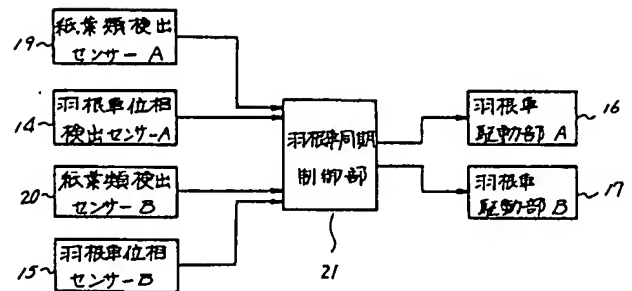 19
紙葉類検出
センサー A
14
羽根車位相
検出センサーA
20
紙葉類検出
センサー B
15
羽根車位相
センサーB
羽根車同期
制御部
21
羽根車
駆動部 A
16
羽根車
駆動部 B
17